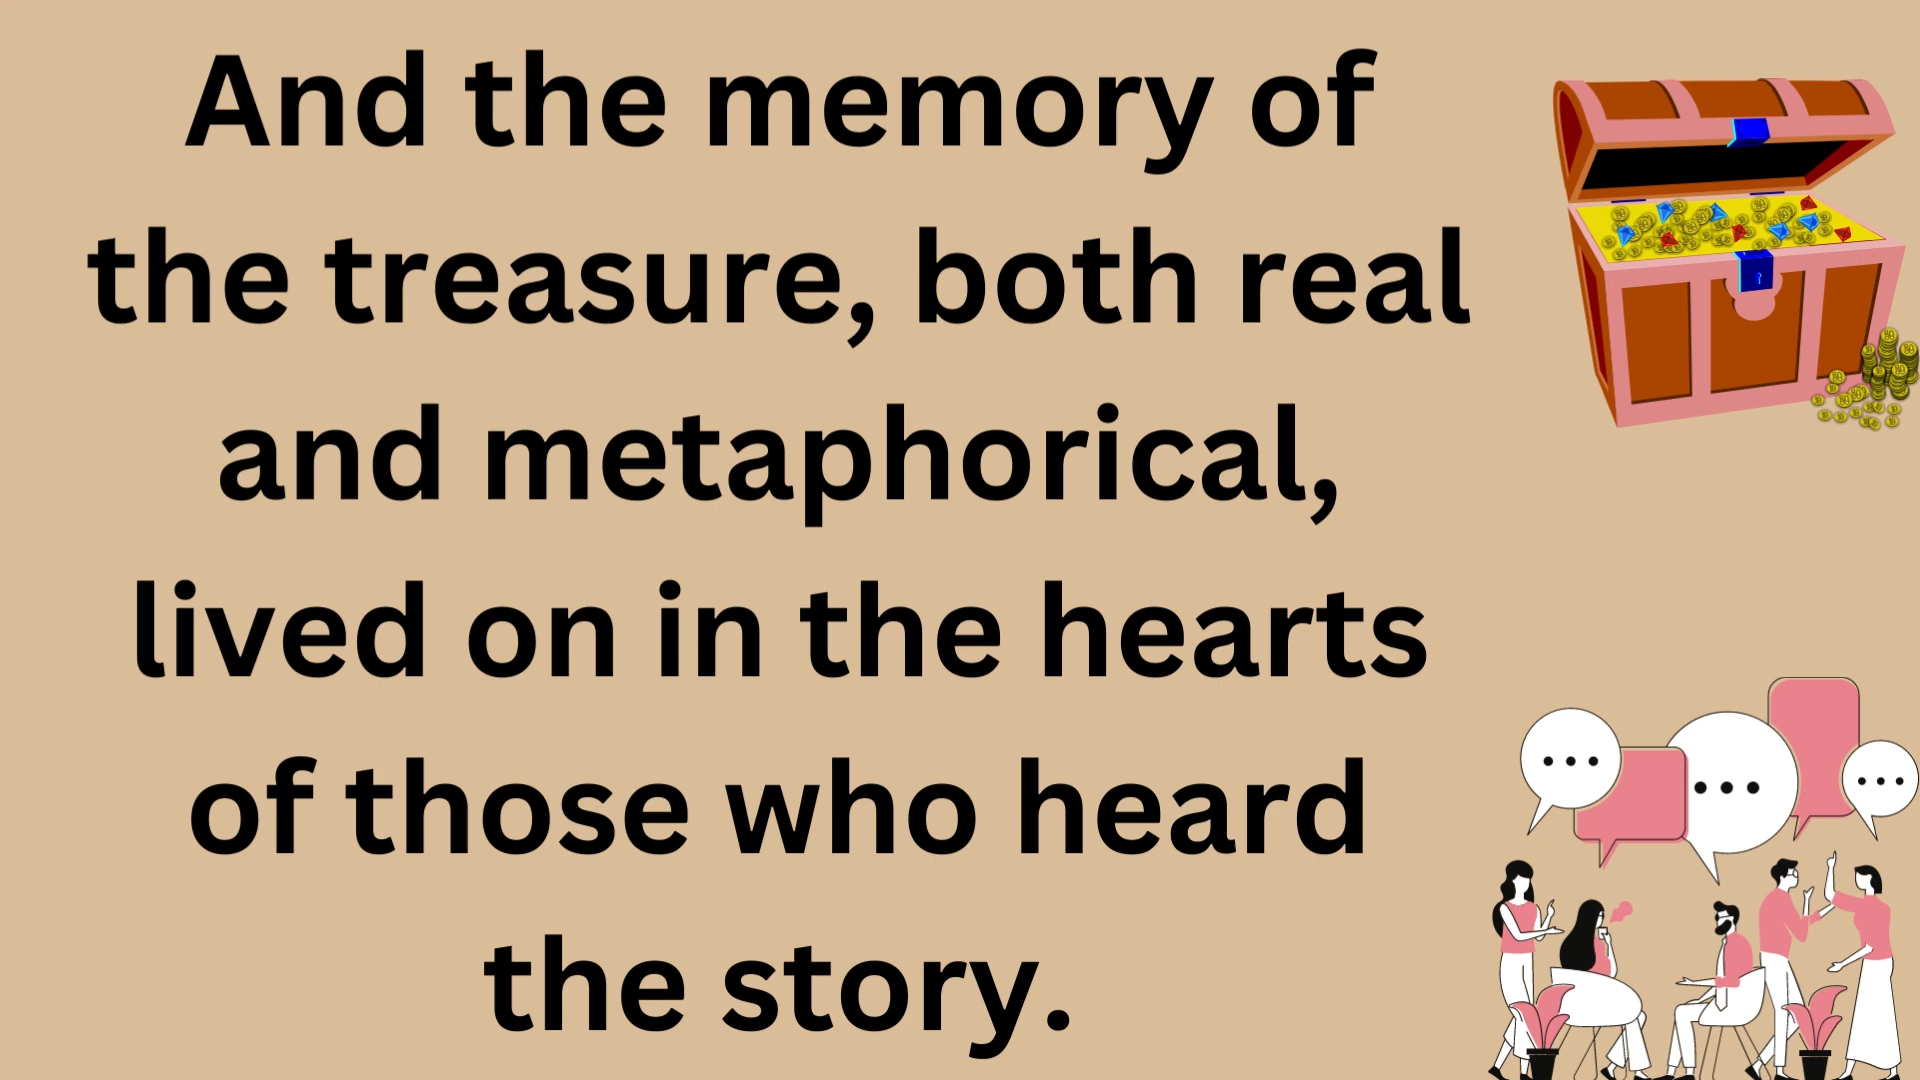 And the memory of
the treasure, both real
and metaphorical,
lived on in the hearts
of those who heard
the story.